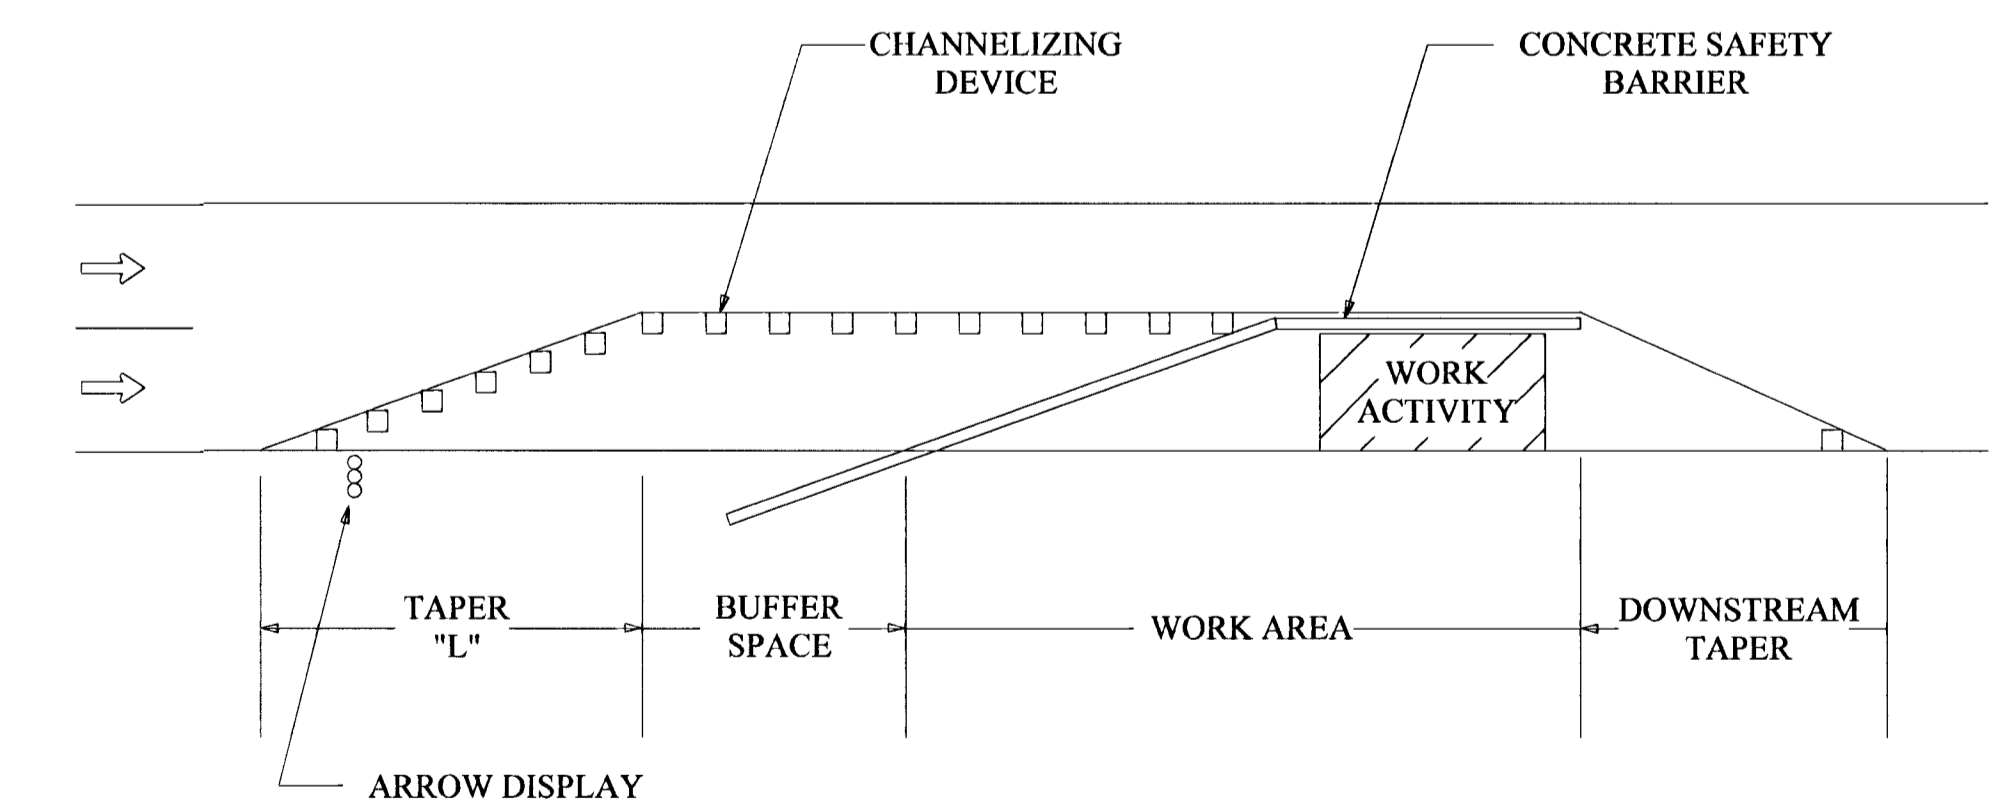 CHANNELIZING
DEVICE
CONCRETE SAFETY
BARRIER
WORK
ACTIVITY
TAPER
"L"
BUFFER
SPACE
WORK AREA
DOWNSTREAM
TAPER
ARROW DISPLAY